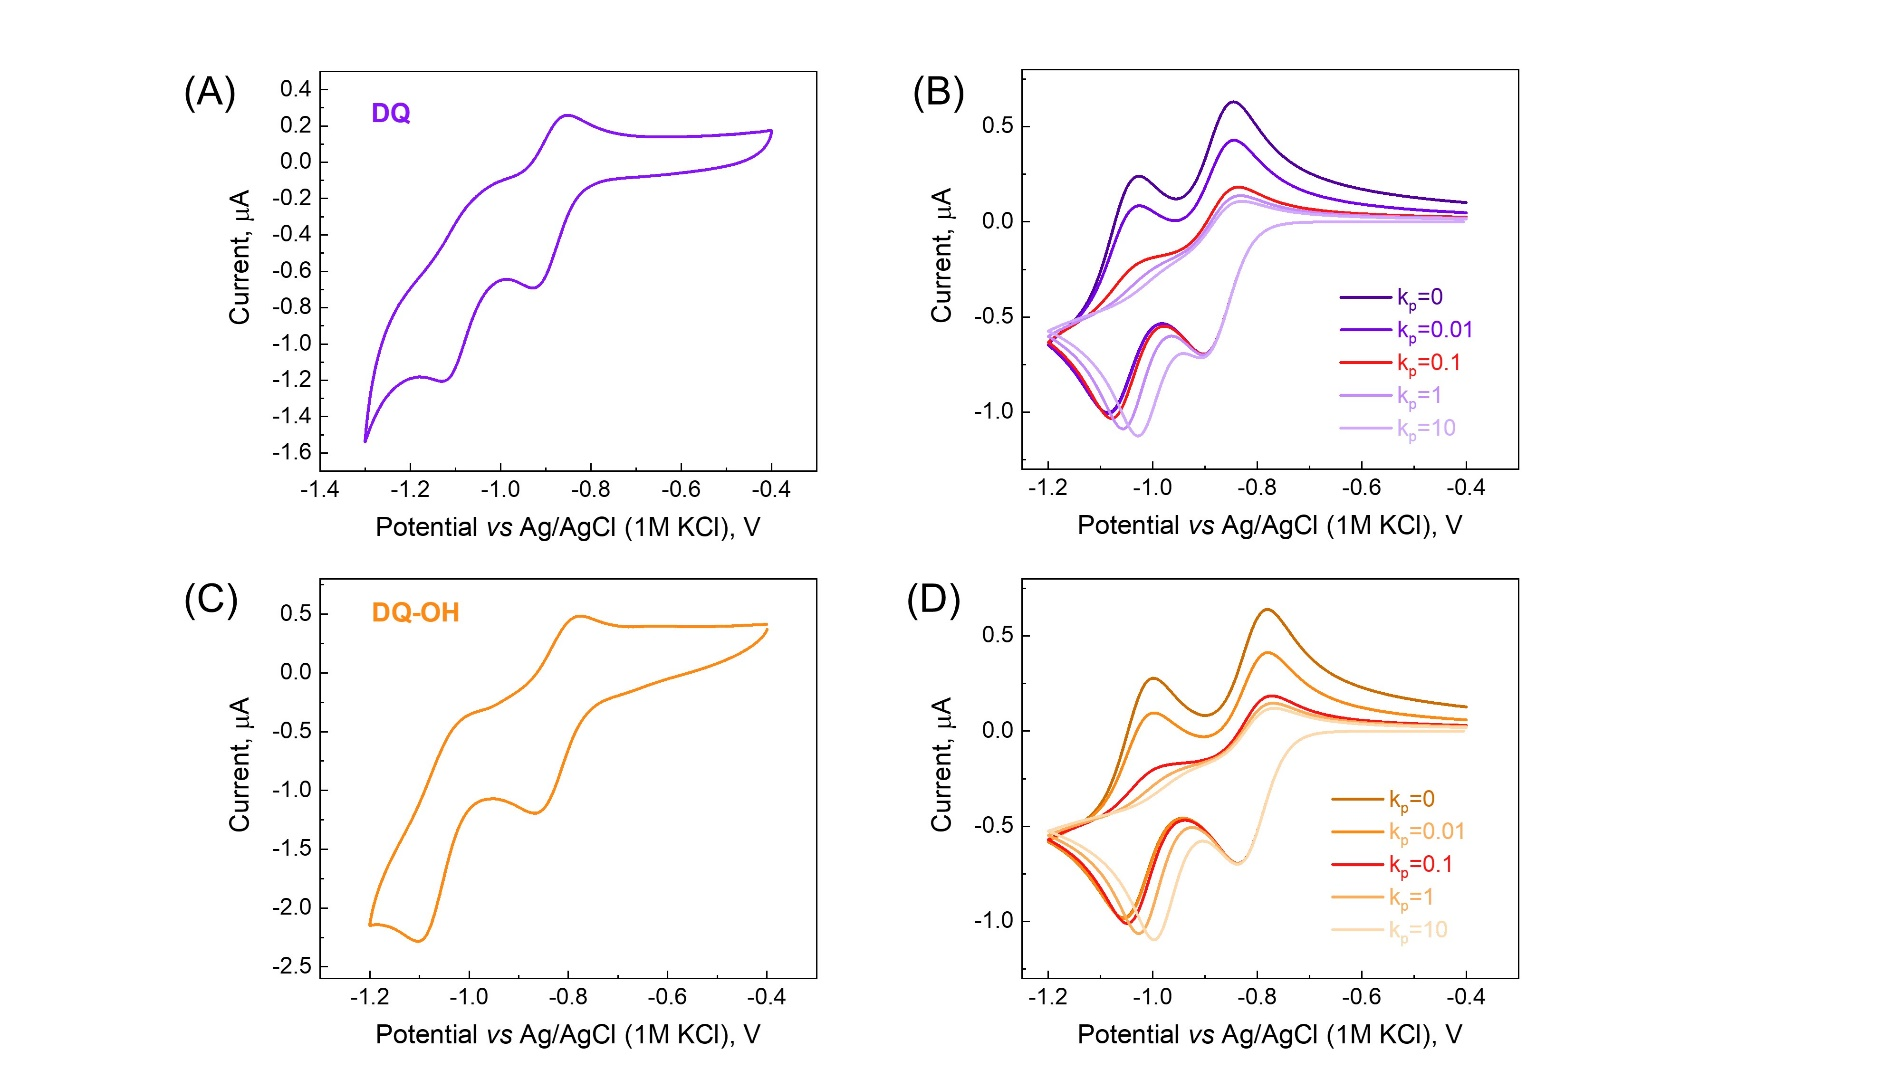 (A)
DQ
0.4
0.2
0.0
-0.2
-0.4
-0.6
-0.8
-1.0
-1.2
-1.4
-1.6
-1.4 -1.2 -1.0 -0.8 -0.6 -0.4
Current, μA
Potential vs Ag/AgCl (1M KCl), V
(B)
0.5
0.0
-0.5
-1.0
kp=0
kp=0.01
kp=0.1
kp=1
kp=10
-1.2 -1.0 -0.8 -0.6 -0.4
Current, μA
Potential vs Ag/AgCl (1M KCl), V
(C)
DQ-OH
0.5
0.0
-0.5
-1.0
-1.5
-2.0
-2.5
-1.2 -1.0 -0.8 -0.6 -0.4
Current, μA
Potential vs Ag/AgCl (1M KCl), V
(D)
0.5
0.0
-0.5
-1.0
kp=0
kp=0.01
kp=0.1
kp=1
kp=10
-1.2 -1.0 -0.8 -0.6 -0.4
Current, μA
Potential vs Ag/AgCl (1M KCl), V